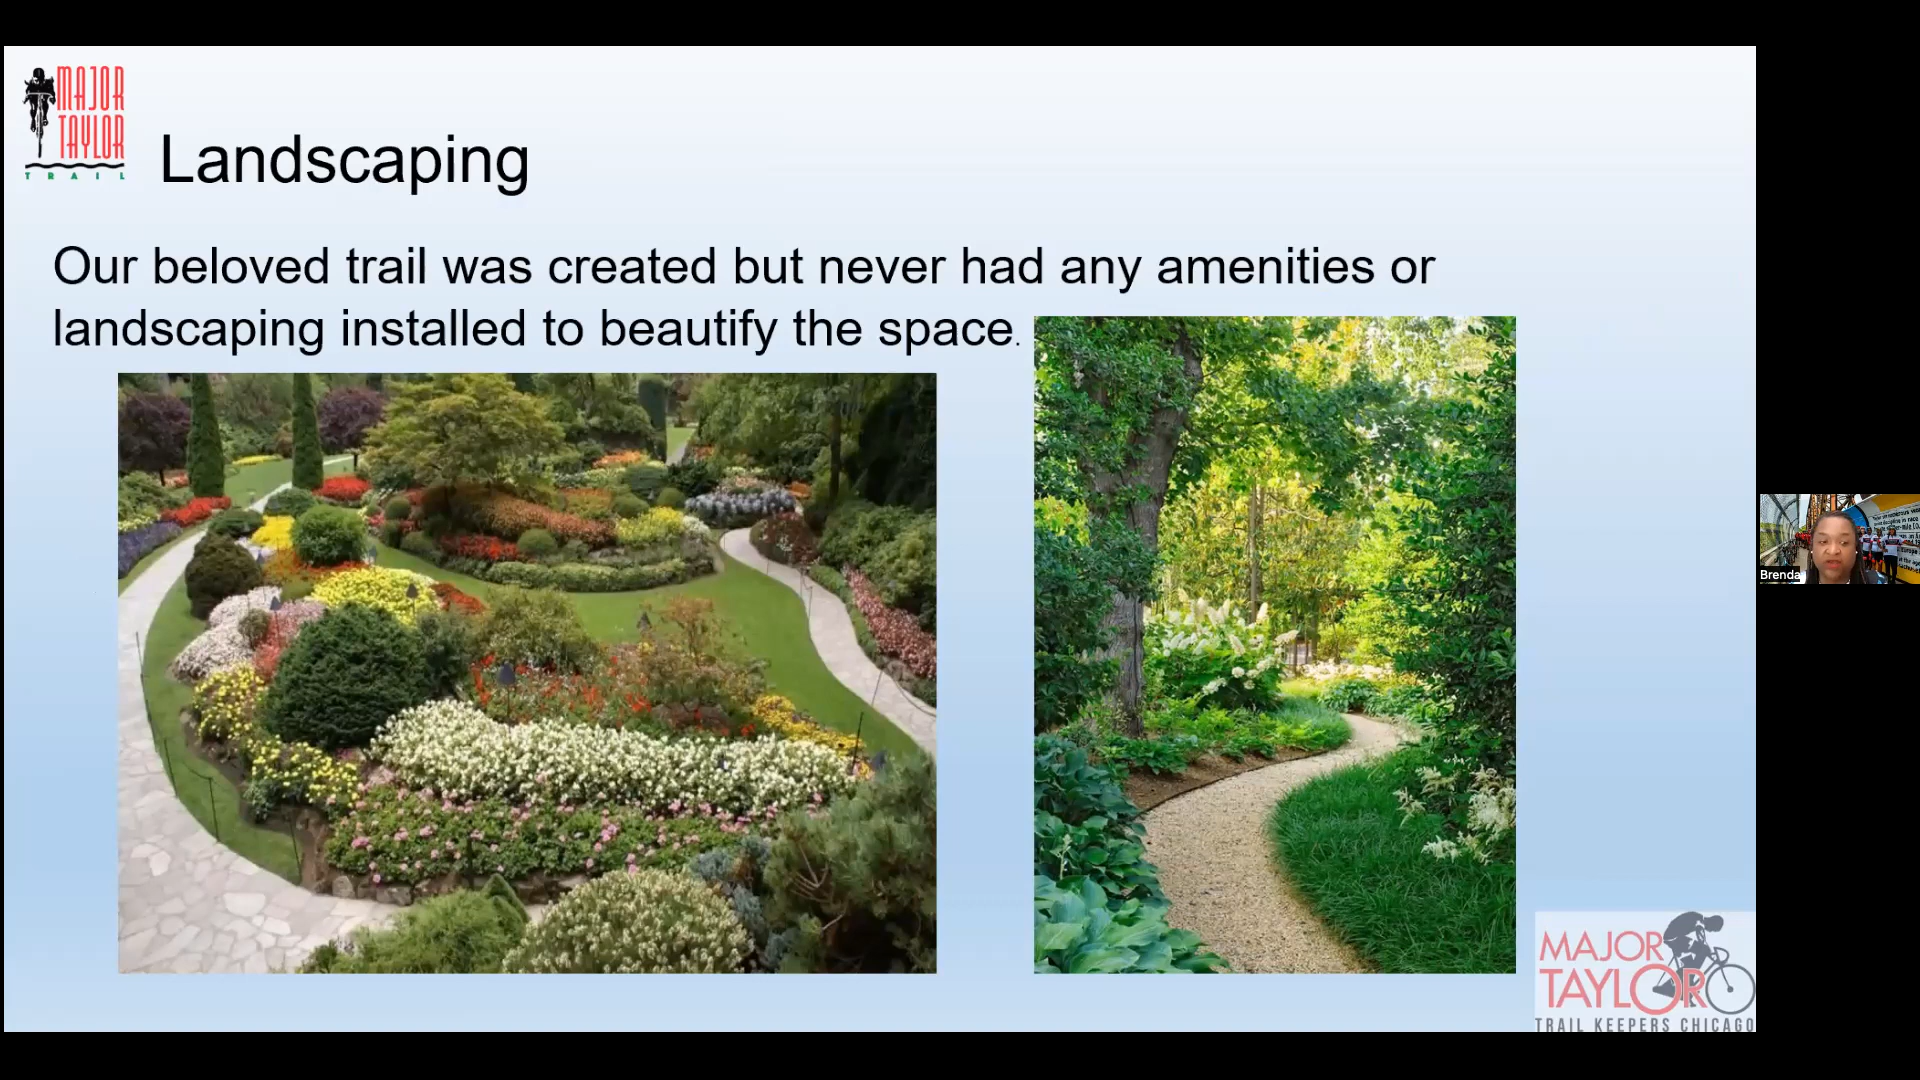 MAJOR
TAYLOR
TRAIL
Landscaping
Our beloved trail was created but never had any amenities or
landscaping installed to beautify the space.
Brenda
MAJOR
TAYLOR
TRAIL KEEPERS CHICAGO